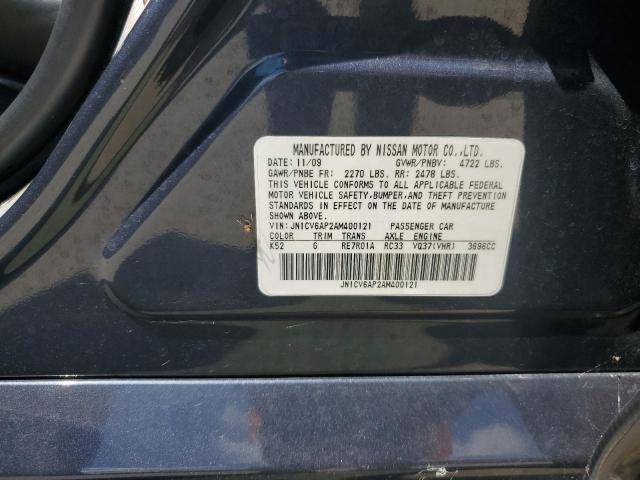 MANUFACTURED BY NISSAN MOTOR CO.,LTD.
DATE: 11/09 GVWR/PNBV: 4722 LBS.
GAWR/PNBE FR: 2270 LBS. RR: 2478 LBS.
THIS VEHICLE CONFORMS TO ALL APPLICABLE FEDERAL
MOTOR VEHICLE SAFETY,BUMPER,AND THEFT PREVENTION
STANDARDS IN EFFECT ON THE DATE OF MANUFACTURE
SHOWN ABOVE.
VIN: JN1CV6AP2AM400121 PASSENGER CAR
COLOR TRIM TRANS AXLE ENGINE
K52 G RE7R01A RC33 VQ37(VHR) 3696CC
JN1CV6AP2AM400121